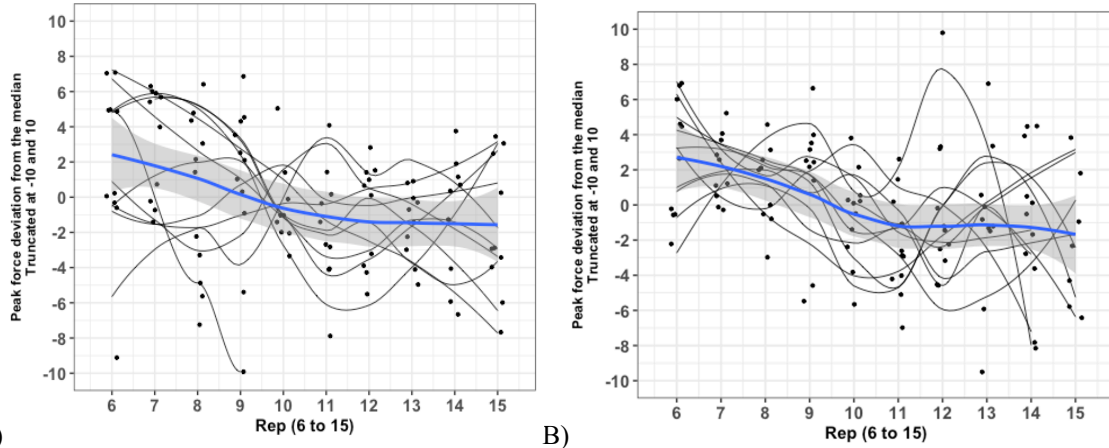 Peak force deviation from the median
Truncated at -10 and 10
10
8
6
4
2
0
-2
-4
-6
-8
-10
6 7 8 9 10 11 12 13 14 15
Rep (6 to 15)
)
B)
Peak force deviation from the median
Truncated at -10 and 10
10
8
6
4
2
0
-2
-4
-6
-8
-10
6 7 8 9 10 11 12 13 14 15
Rep (6 to 15)